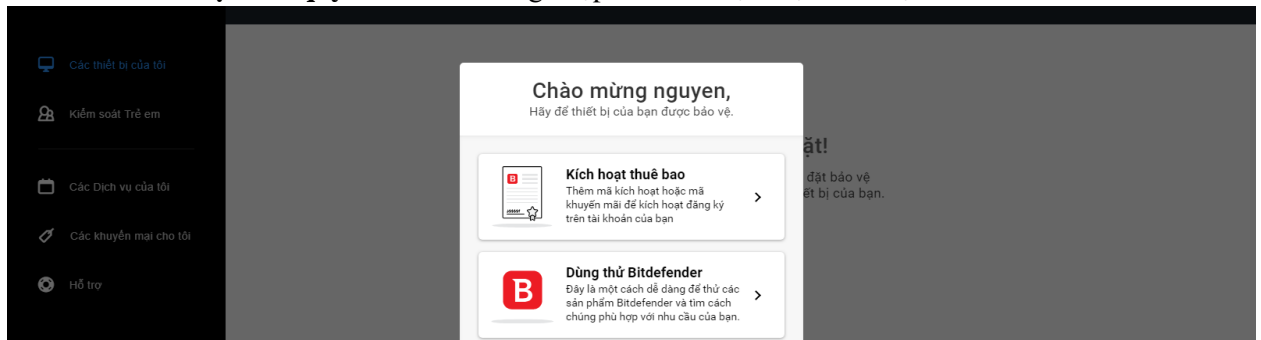 Các thiết bị của tôi
Kiểm soát Trẻ em
Các Dịch vụ của tôi
Các khuyến mại cho tôi
Hỗ trợ
Chào mừng nguyen,
Hãy để thiết bị của bạn được bảo vệ.
Kích hoạt thuê bao
Thêm mã kích hoạt hoặc mã
khuyến mãi để kích hoạt đăng ký
trên tài khoản của bạn
Dùng thử Bitdefender
Đây là một cách dễ dàng để thử các
sản phẩm Bitdefender và tìm cách
chúng phù hợp với nhu cầu của bạn.
B
ặt!
đặt bảo vệ
ết bị của bạn.